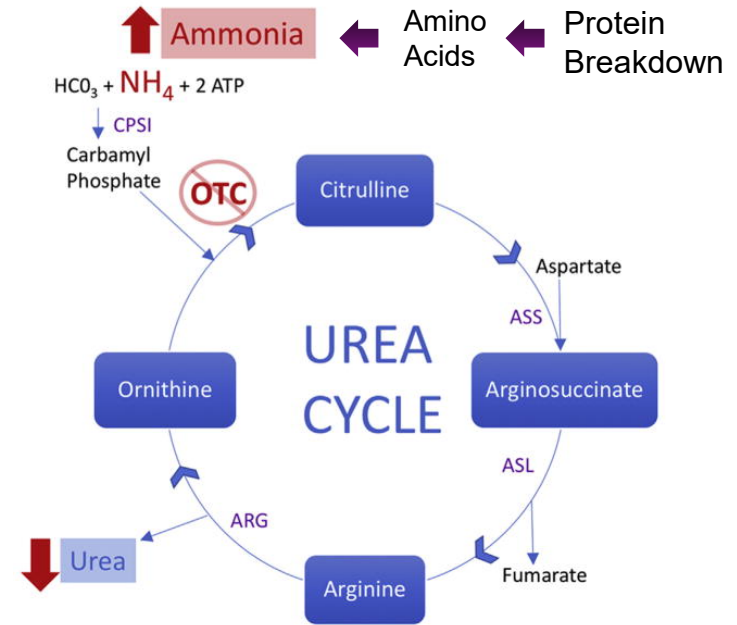 Ammonia
Amino
Acids
Protein
Breakdown
HC0₃ + NH₄ + 2 ATP
CPSI
Carbamyl
Phosphate
OTC
Citrulline
Aspartate
ASS
UREA
CYCLE
Ornithine
Arginosuccinate
ASL
ARG
Urea
Fumarate
Arginine